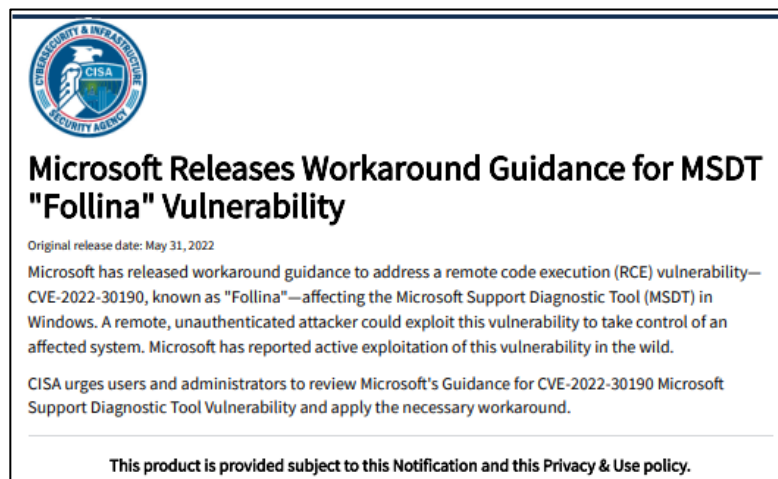 CYBERSECURITY & INFRASTRUCTURE
CISA
SECURITY AGENCY
Microsoft Releases Workaround Guidance for MSDT
"Follina" Vulnerability
Original release date: May 31, 2022
Microsoft has released workaround guidance to address a remote code execution (RCE) vulnerability—
CVE-2022-30190, known as "Follina"—affecting the Microsoft Support Diagnostic Tool (MSDT) in
Windows. A remote, unauthenticated attacker could exploit this vulnerability to take control of an
affected system. Microsoft has reported active exploitation of this vulnerability in the wild.
CISA urges users and administrators to review Microsoft's Guidance for CVE-2022-30190 Microsoft
Support Diagnostic Tool Vulnerability and apply the necessary workaround.
This product is provided subject to this Notification and this Privacy & Use policy.